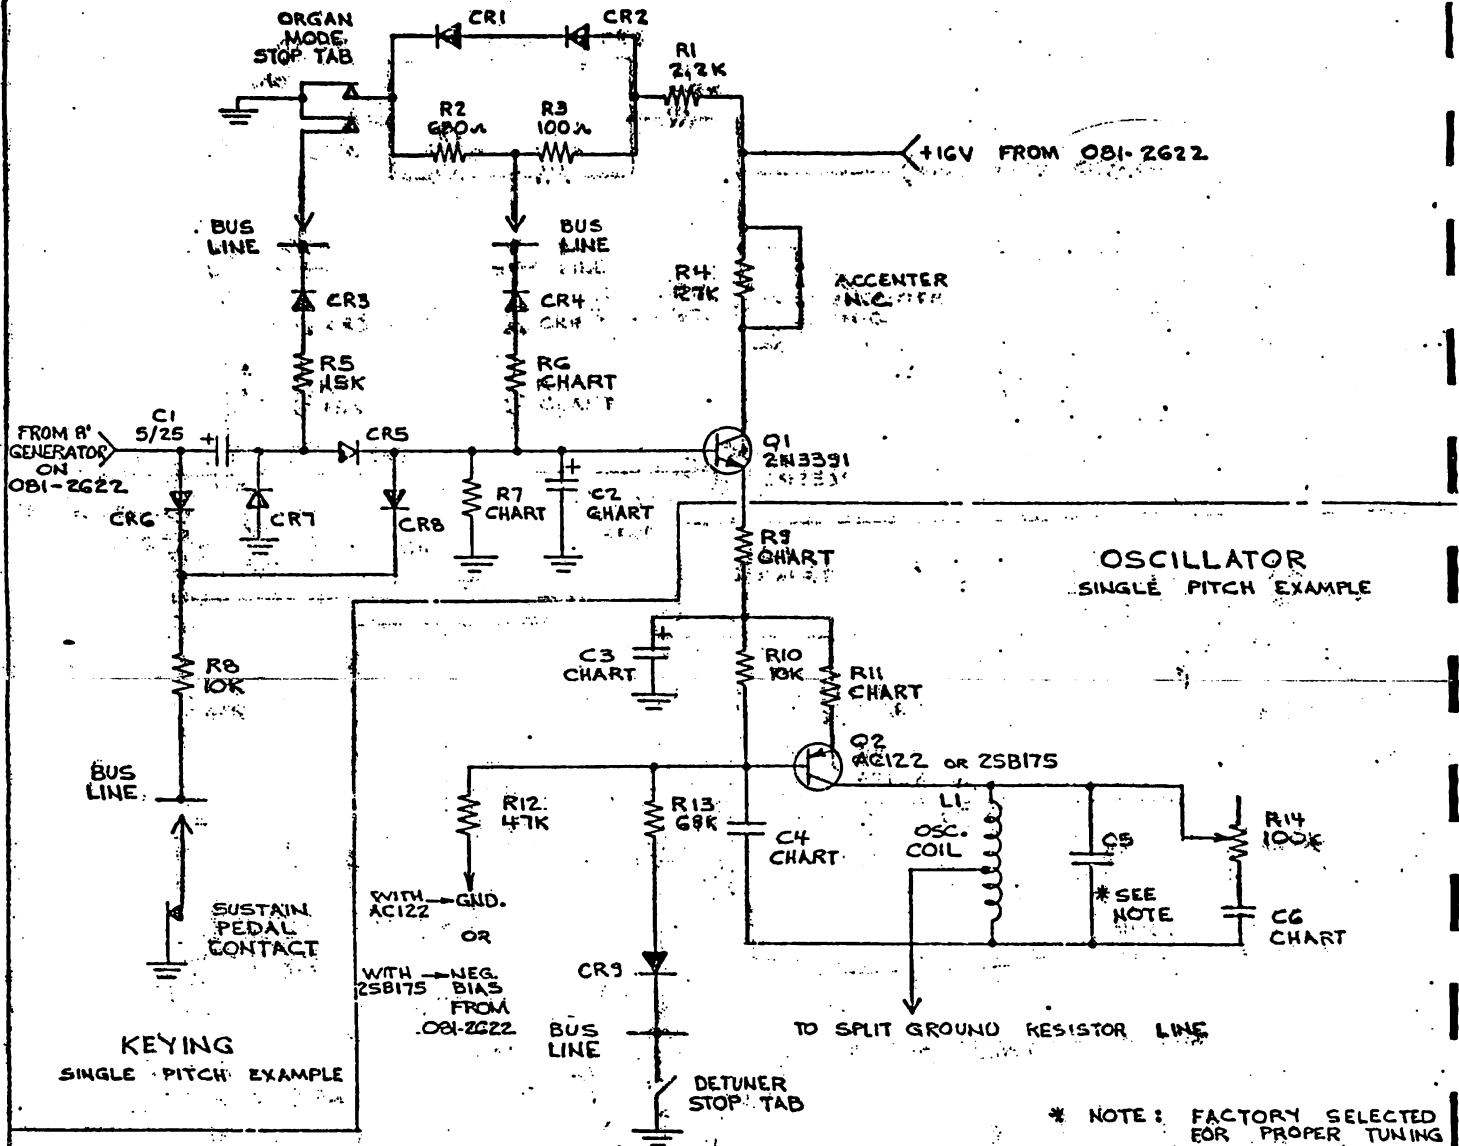 ORGAN
MODE
STOP TAB
CR1
CR2
R1
2.2K
R2
680Ω
R3
100Ω
+16V FROM 081-2622
BUS
LINE
BUS
LINE
CR3
CR4
R4
27K
ACCENTER
N.C.
R5
15K
R6
CHART
C1
5/25
+
FROM A'
GENERATOR
ON
081-2622
CR5
Q1
2N3391
CR6
CR7
CR8
R7
CHART
+
C2
CHART
R9
CHART
OSCILLATOR
SINGLE PITCH EXAMPLE
R8
10K
+
C3
CHART
R10
10K
R11
CHART
Q2
AC122 OR 2SB175
BUS
LINE
R12
47K
R13
68K
C4
CHART
L1
OSC.
COIL
C5
* SEE
NOTE
R14
100K
C6
CHART
SUSTAIN
PEDAL
CONTACT
WITH
AC122
GND.
OR
WITH
2SB175
NEG.
BIAS
FROM
081-2622
CR9
BUS
LINE
TO SPLIT GROUND RESISTOR LINE
KEYING
SINGLE PITCH EXAMPLE
DETUNER
STOP TAB
* NOTE: FACTORY SELECTED
FOR PROPER TUNING